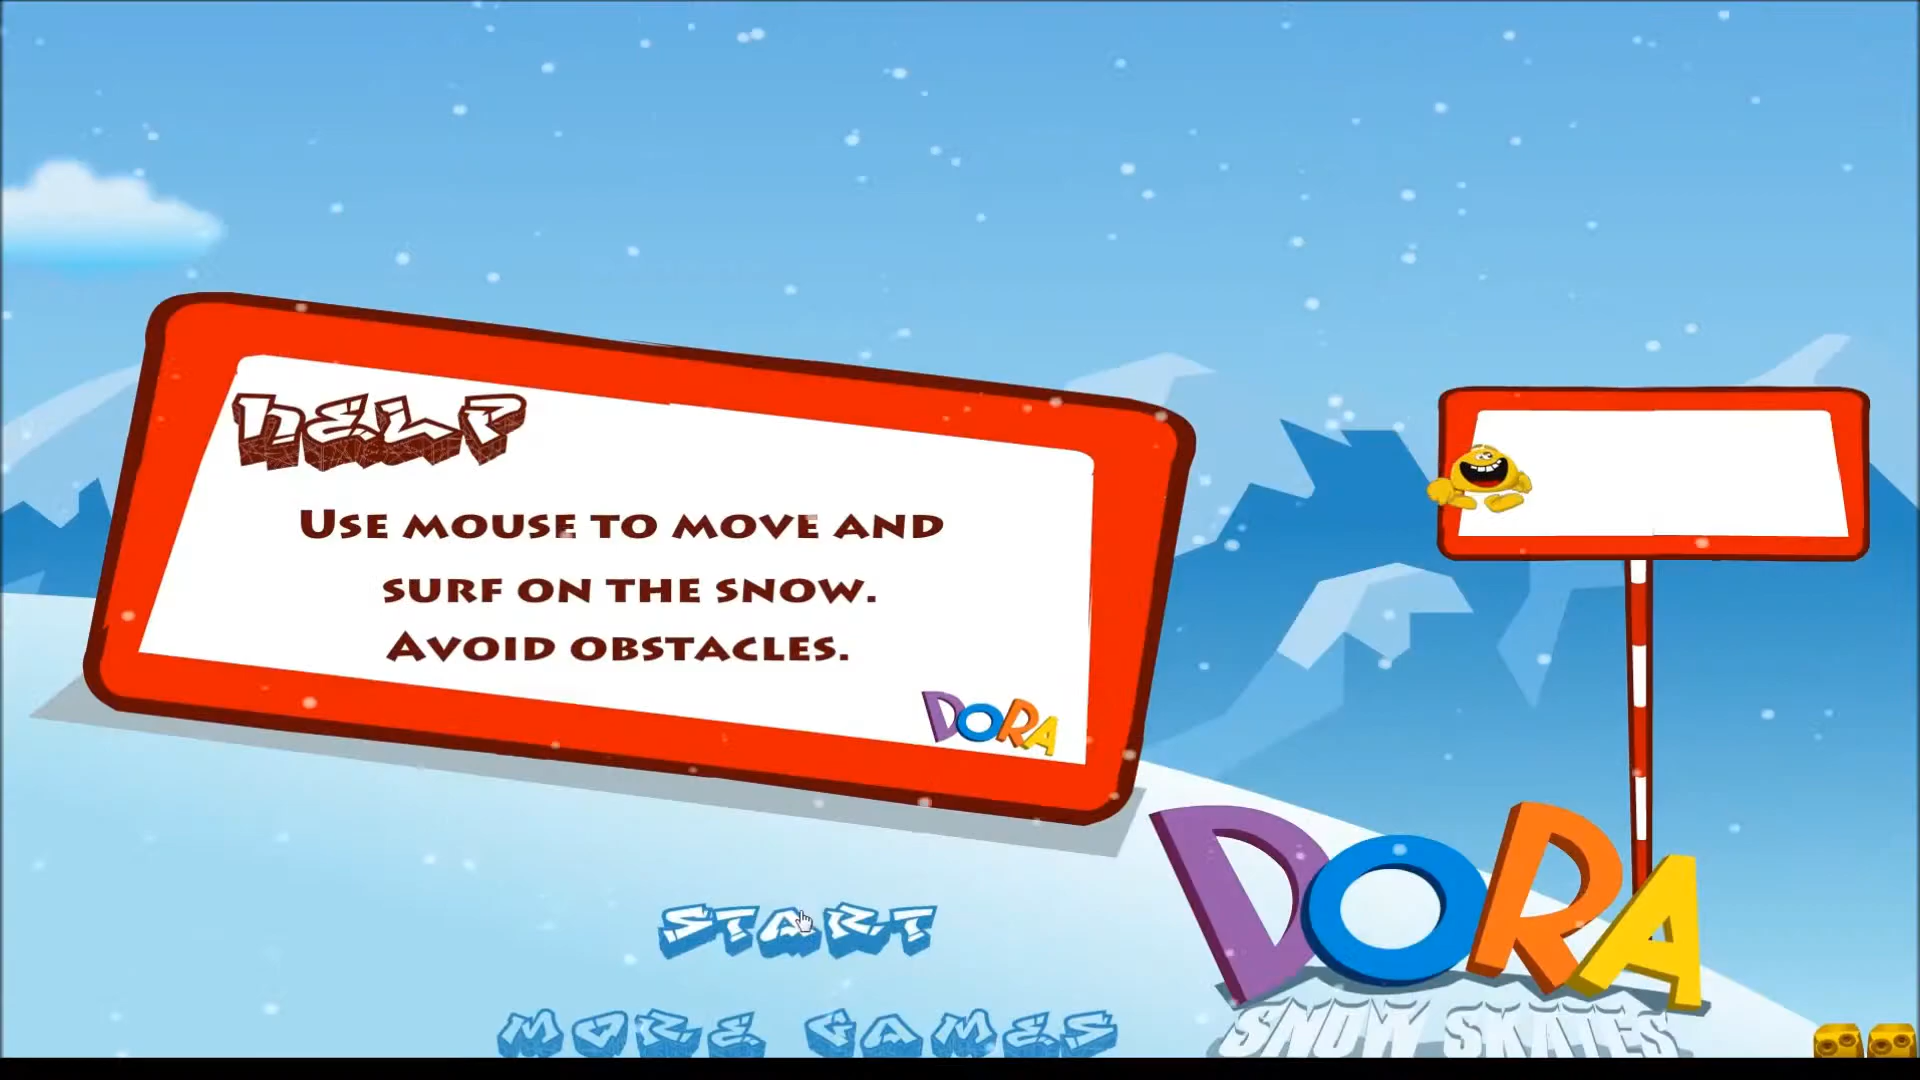 HELP
USE MOUSE TO MOVE AND
SURF ON THE SNOW.
AVOID OBSTACLES.
DORA
START
MORE GAMES
DORA
SNOW SKATES